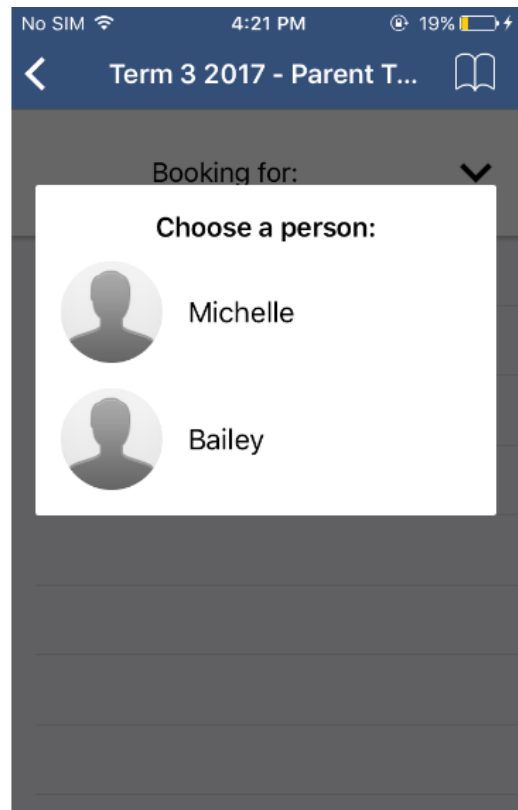 No SIM 4:21 PM 19%
Term 3 2017 - Parent T...
Booking for:
Choose a person:
Michelle
Bailey